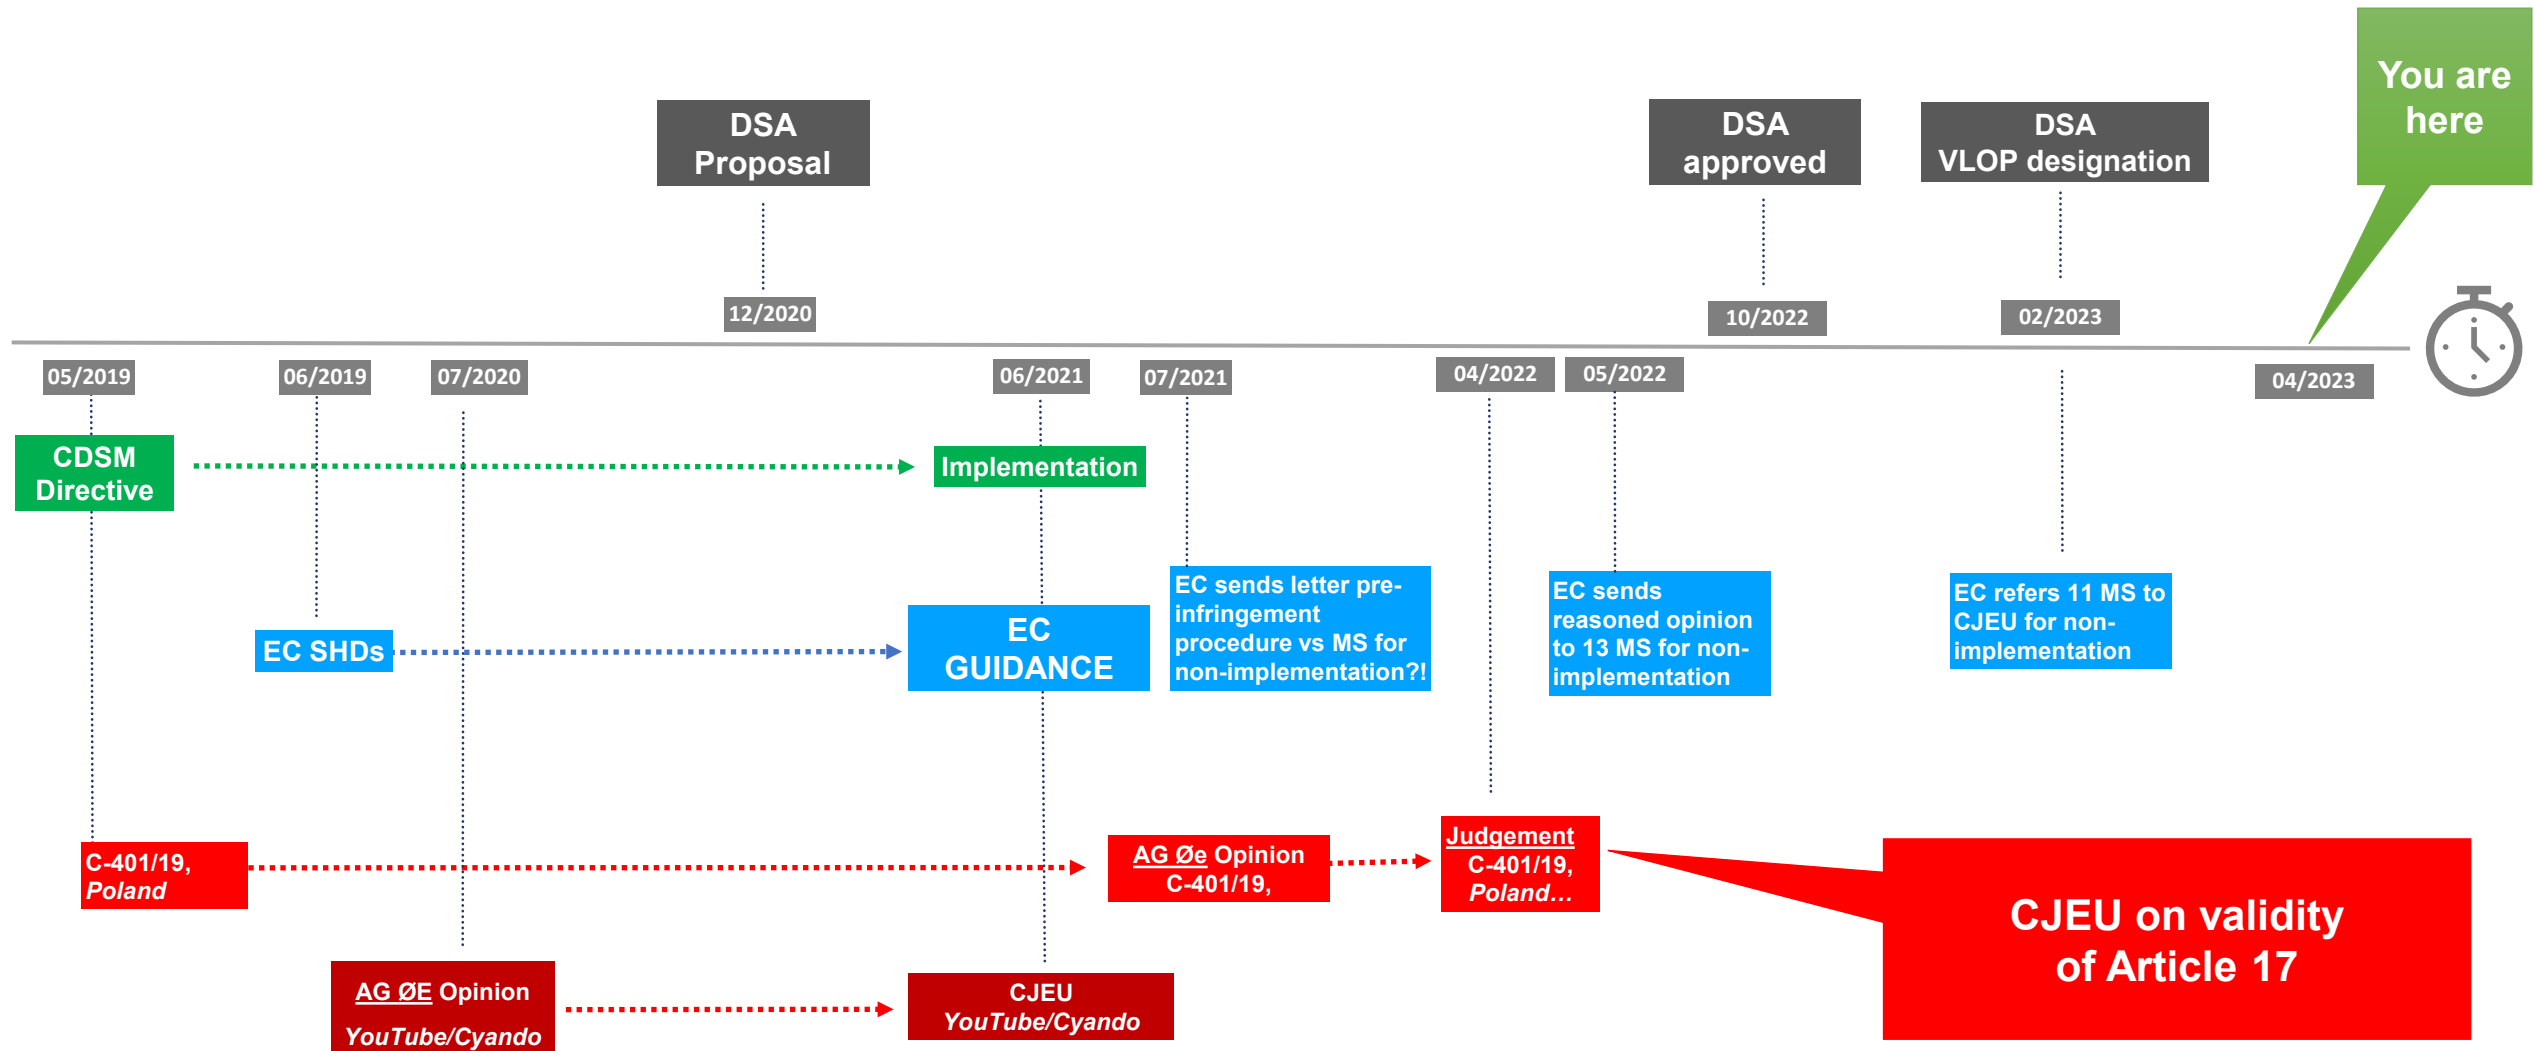 You are
here
DSA
Proposal
DSA
approved
DSA
VLOP designation
12/2020
10/2022
02/2023
05/2019
06/2019
07/2020
06/2021
07/2021
04/2022
05/2022
04/2023
CDSM
Directive
Implementation
EC SHDs
EC
GUIDANCE
EC sends letter pre-
infringement
procedure vs MS for
non-implementation?!
EC sends
reasoned opinion
to 13 MS for non-
implementation
EC refers 11 MS to
CJEU for non-
implementation
C-401/19,
Poland
AG Øe Opinion
C-401/19,
Judgement
C-401/19,
Poland…
CJEU on validity
of Article 17
AG ØE Opinion
YouTube/Cyando
CJEU
YouTube/Cyando